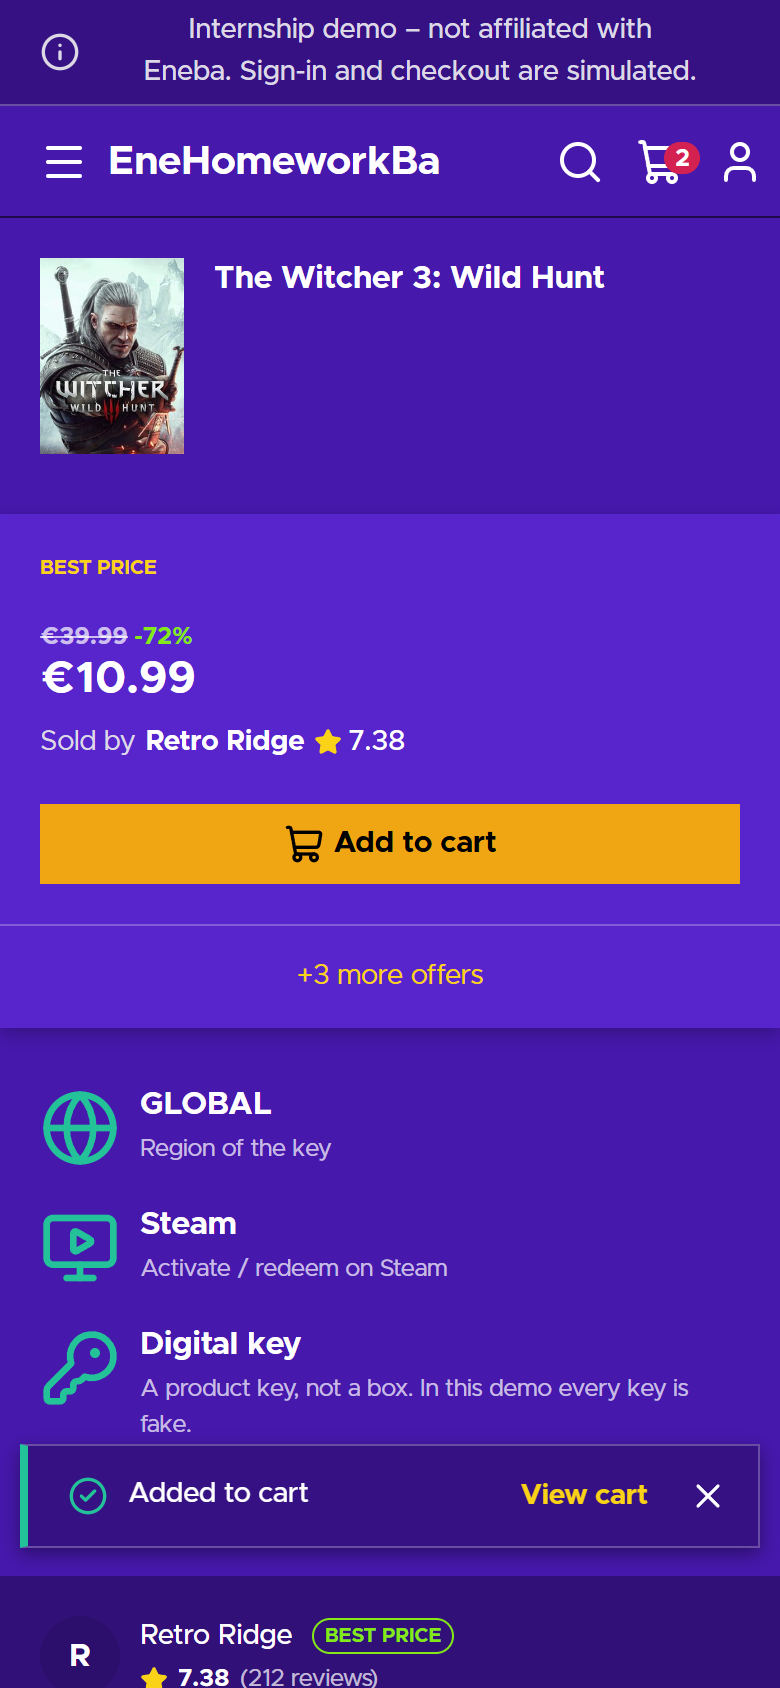 Internship demo – not affiliated with
Eneba. Sign-in and checkout are simulated.
EneHomeworkBa
2
The Witcher 3: Wild Hunt
THE
WITCHER
WILD HUNT
BEST PRICE
€39.99 -72%
€10.99
Sold by Retro Ridge 7.38
Add to cart
+3 more offers
GLOBAL
Region of the key
Steam
Activate / redeem on Steam
Digital key
A product key, not a box. In this demo every key is
fake.
Added to cart
View cart
R
Retro Ridge BEST PRICE
7.38 (212 reviews)